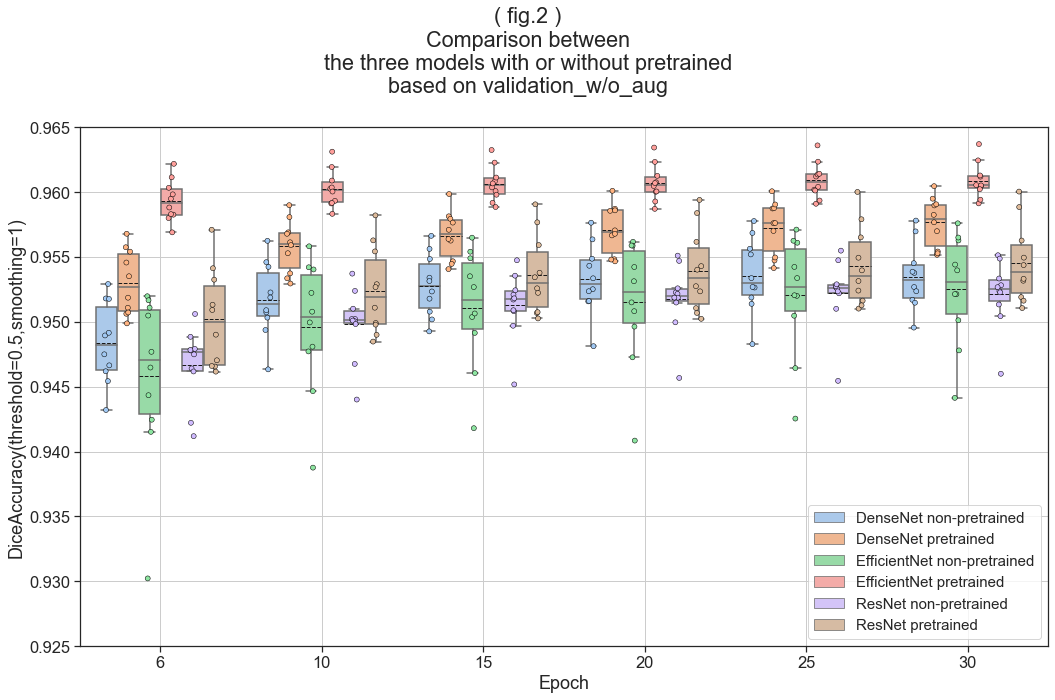 ( fig.2 )
Comparison between
the three models with or without pretrained
based on validation_w/o_aug
DiceAccuracy(threshold=0.5,smoothing=1)
0.965
0.960
0.955
0.950
0.945
0.940
0.935
0.930
0.925
DenseNet non-pretrained
DenseNet pretrained
EfficientNet non-pretrained
EfficientNet pretrained
ResNet non-pretrained
ResNet pretrained
6 10 15 20 25 30
Epoch